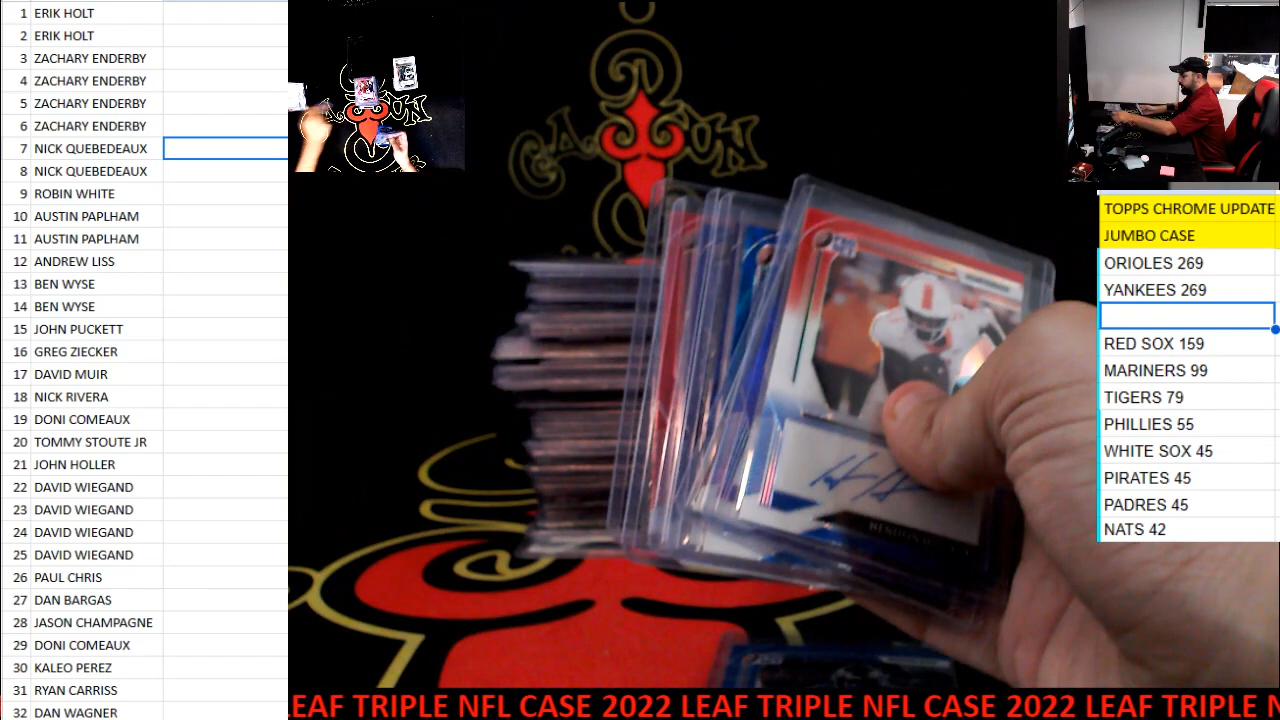 1 ERIK HOLT
2 ERIK HOLT
3 ZACHARY ENDERBY
4 ZACHARY ENDERBY
5 ZACHARY ENDERBY
6 ZACHARY ENDERBY
7 NICK QUEBEDEAUX
8 NICK QUEBEDEAUX
9 ROBIN WHITE
10 AUSTIN PAPLHAM
11 AUSTIN PAPLHAM
12 ANDREW LISS
13 BEN WYSE
14 BEN WYSE
15 JOHN PUCKETT
16 GREG ZIECKER
17 DAVID MUIR
18 NICK RIVERA
19 DONI COMEAUX
20 TOMMY STOUTE JR
21 JOHN HOLLER
22 DAVID WIEGAND
23 DAVID WIEGAND
24 DAVID WIEGAND
25 DAVID WIEGAND
26 PAUL CHRIS
27 DAN BARGAS
28 JASON CHAMPAGNE
29 DONI COMEAUX
30 KALEO PEREZ
31 RYAN CARRISS
32 DAN WAGNER
TOPPS CHROME UPDATE
JUMBO CASE
ORIOLES 269
YANKEES 269
RED SOX 159
MARINERS 99
TIGERS 79
PHILLIES 55
WHITE SOX 45
PIRATES 45
PADRES 45
NATS 42
LEAF TRIPLE NFL CASE 2022 LEAF TRIPLE NFL CASE 2022 LEAF TRIPLE N